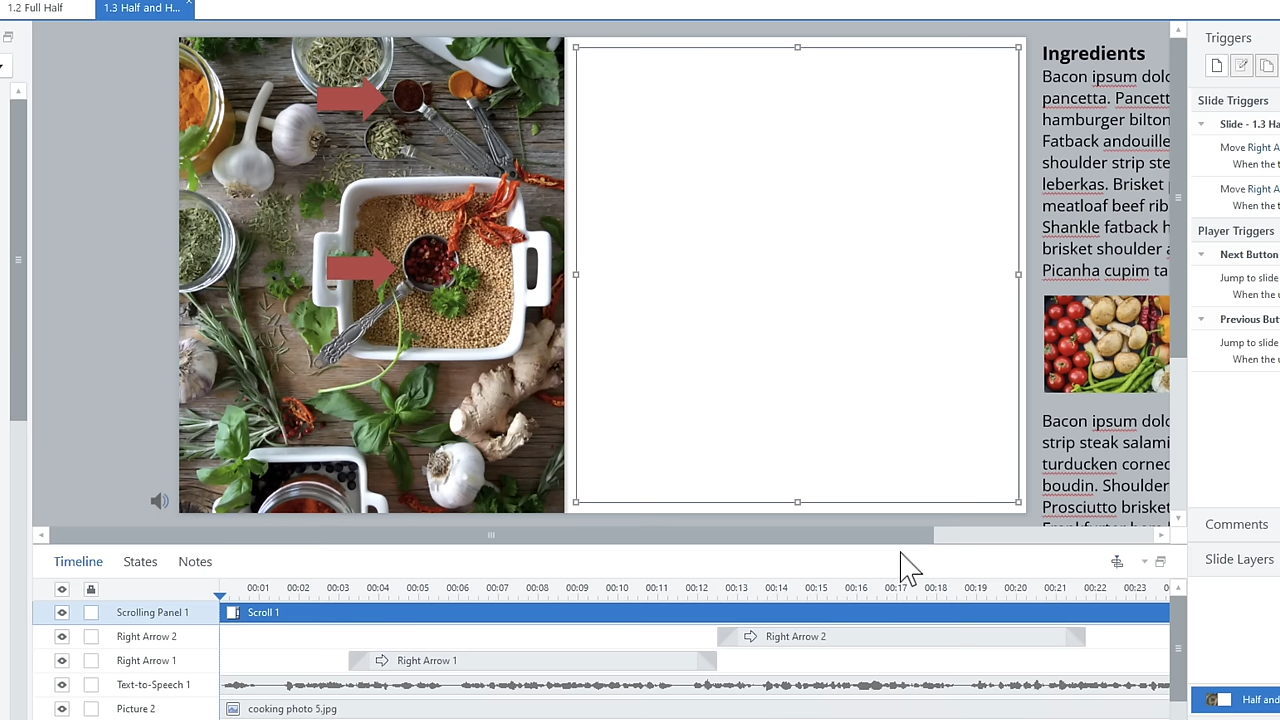 1.2 Full Half
1.3 Half and H...
Ingredients
Bacon ipsum dolo
pancetta. Pancett
hamburger bilton
Fatback andouille
shoulder strip ste
leberkas. Brisket
meatloaf beef rib
Shankle fatback h
brisket shoulder a
Picanha cupim ta
Bacon ipsum dolo
strip steak salami
turducken corned
boudin. Shoulder
Prosciutto brisket
Triggers
Slide Triggers
Slide - 1.3 Ha
Move Right A
When the t
Move Right A
When the t
Player Triggers
Next Button
Jump to slide
When the u
Previous But
Jump to slide
When the u
Comments
Slide Layers
Half and
Timeline
States
Notes
00:01 00:02 00:03 00:04 00:05 00:06 00:07 00:08 00:09 00:10 00:11 00:12 00:13 00:14 00:15 00:16 00:17 00:18 00:19 00:20 00:21 00:22 00:23
Scrolling Panel 1 Scroll 1
Right Arrow 2 Right Arrow 2
Right Arrow 1 Right Arrow 1
Text-to-Speech 1
Picture 2 cooking photo 5.jpg